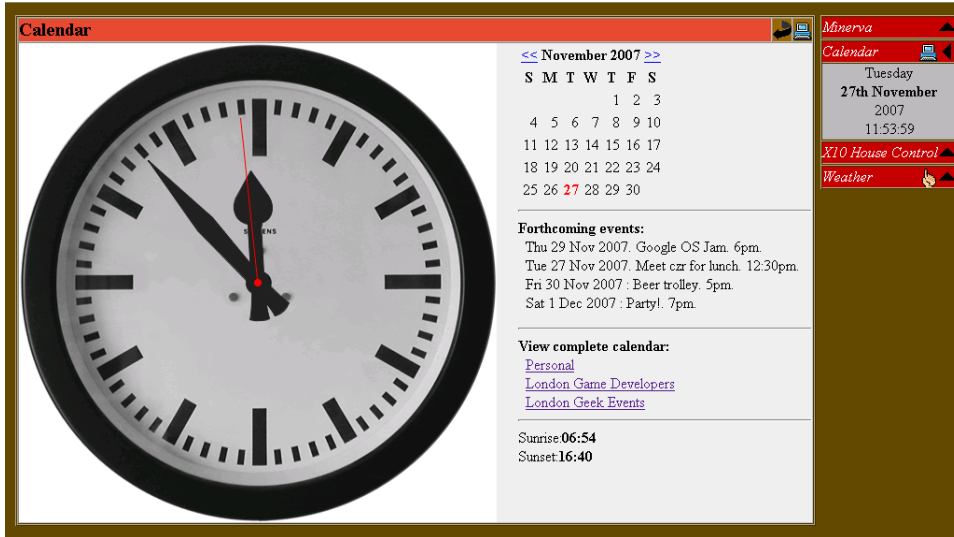 Calendar
<< November 2007 >>
S M T W T F S
1 2 3
4 5 6 7 8 9 10
11 12 13 14 15 16 17
18 19 20 21 22 23 24
25 26 27 28 29 30
Forthcoming events:
Thu 29 Nov 2007. Google OS Jam. 6pm.
Tue 27 Nov 2007. Meet czr for lunch. 12:30pm.
Fri 30 Nov 2007 : Beer trolley. 5pm.
Sat 1 Dec 2007 : Party!. 7pm.
View complete calendar:
Personal
London Game Developers
London Geek Events
Sunrise:06:54
Sunset:16:40
Minerva
Calendar
Tuesday
27th November
2007
11:53:59
X10 House Control
Weather